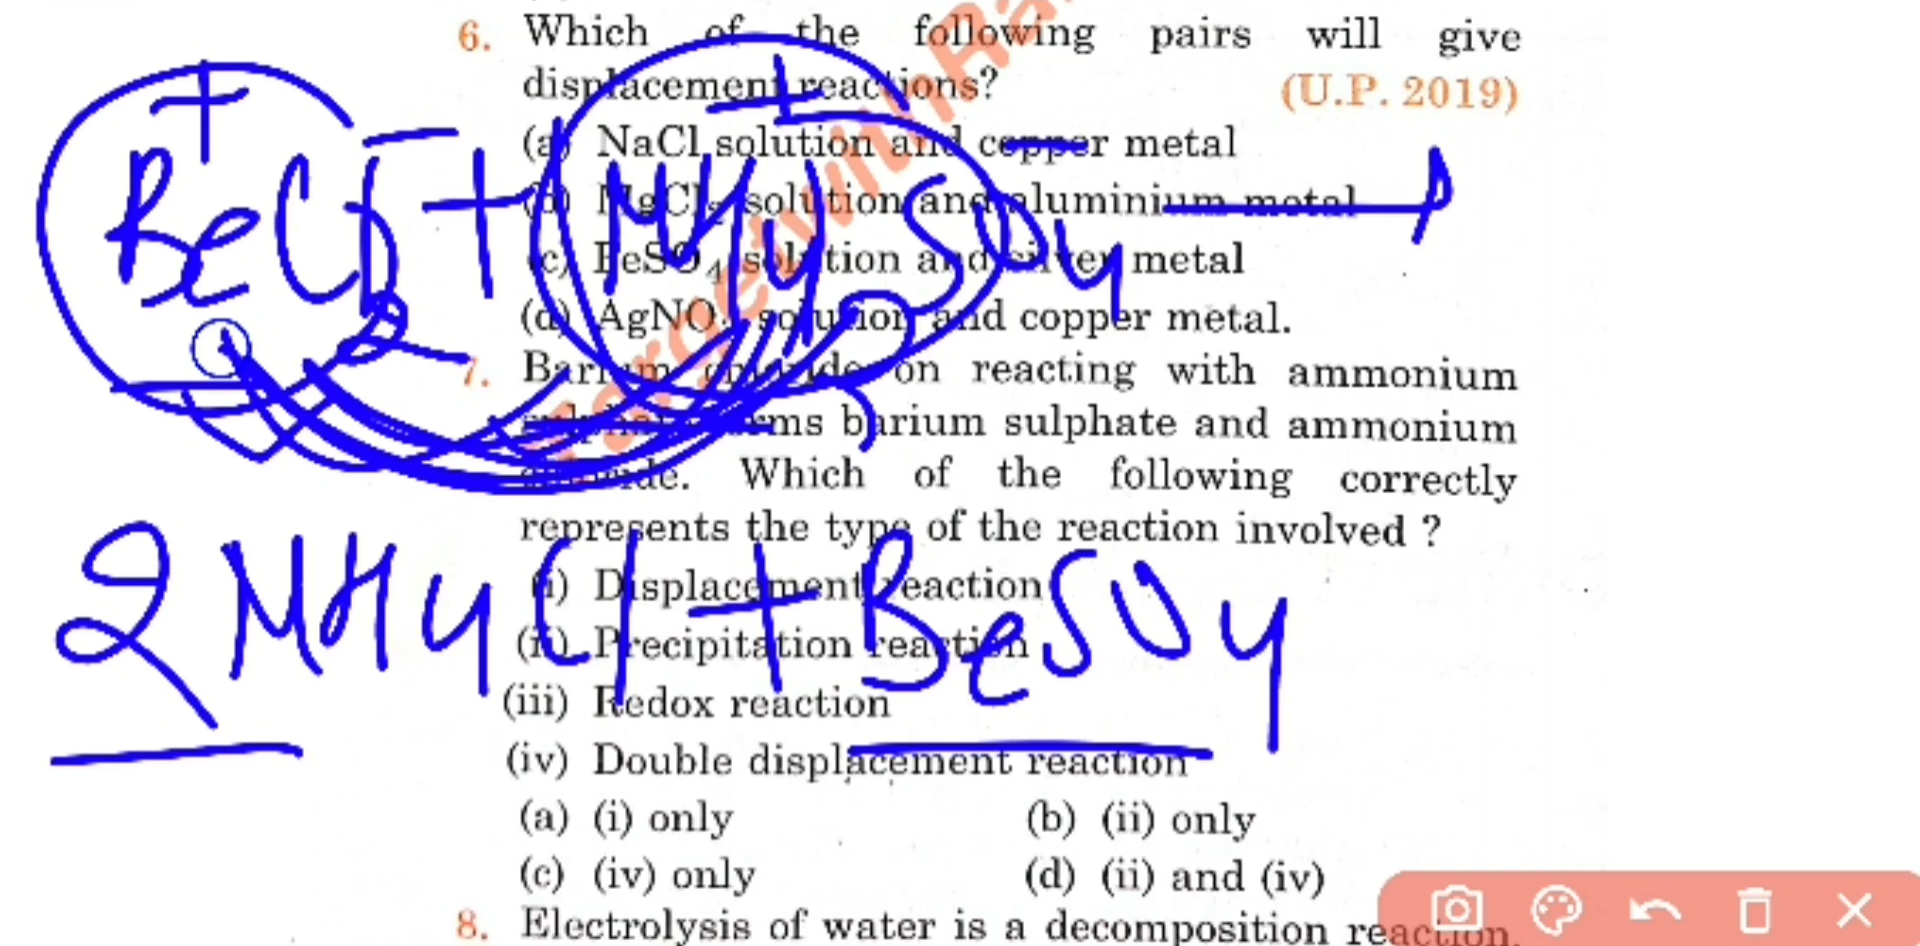 6. Which of the following pairs will give
displacement reactions? (U.P. 2019)
(a) NaCl solution and copper metal
(b) MgCl₂ solution and aluminium metal
(c) FeSO₄ solution and silver metal
(d) AgNO₃ solution and copper metal.
7. Barium chloride on reacting with ammonium
sulphate forms barium sulphate and ammonium
chloride. Which of the following correctly
represents the type of the reaction involved ?
(i) Displacement reaction
(ii) Precipitation reaction
(iii) Redox reaction
(iv) Double displacement reaction
(a) (i) only (b) (ii) only
(c) (iv) only (d) (ii) and (iv)
8. Electrolysis of water is a decomposition reaction.
BeCl₂ + (NH4)₂SO4
2NH4Cl + BeSO4